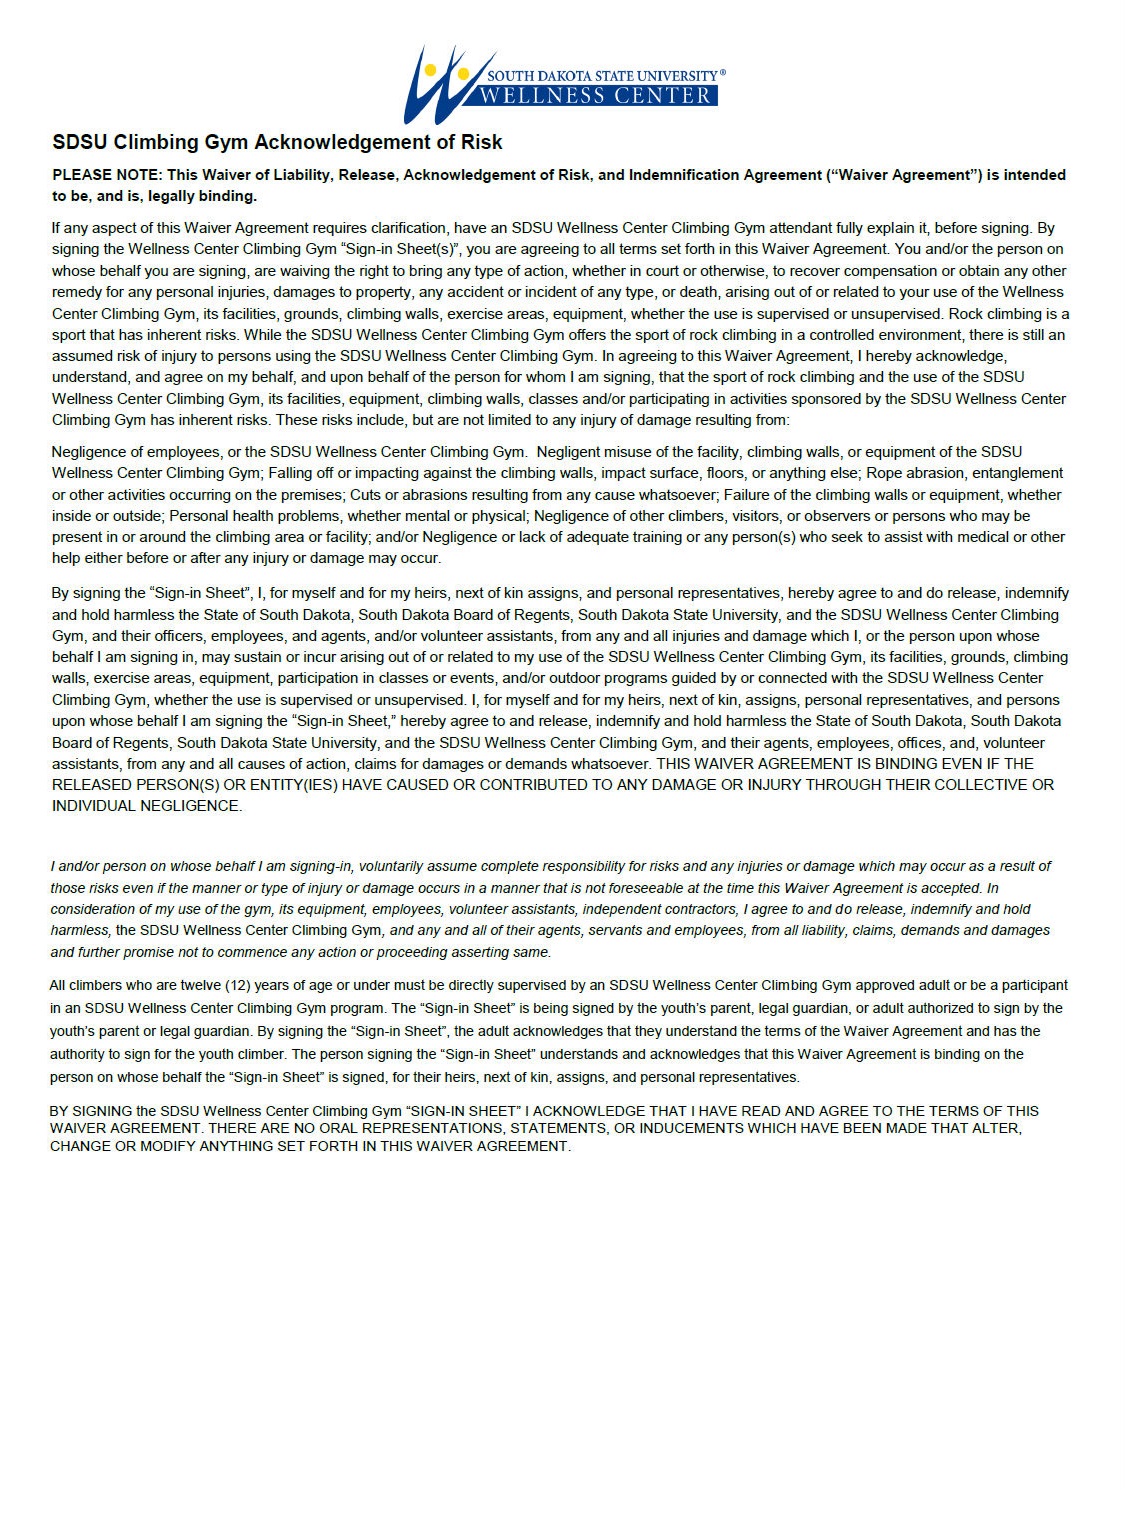 SOUTH DAKOTA STATE UNIVERSITY®
WELLNESS CENTER
SDSU Climbing Gym Acknowledgement of Risk
PLEASE NOTE: This Waiver of Liability, Release, Acknowledgement of Risk, and Indemnification Agreement (“Waiver Agreement”) is intended
to be, and is, legally binding.
If any aspect of this Waiver Agreement requires clarification, have an SDSU Wellness Center Climbing Gym attendant fully explain it, before signing. By
signing the Wellness Center Climbing Gym “Sign-in Sheet(s)”, you are agreeing to all terms set forth in this Waiver Agreement. You and/or the person on
whose behalf you are signing, are waiving the right to bring any type of action, whether in court or otherwise, to recover compensation or obtain any other
remedy for any personal injuries, damages to property, any accident or incident of any type, or death, arising out of or related to your use of the Wellness
Center Climbing Gym, its facilities, grounds, climbing walls, exercise areas, equipment, whether the use is supervised or unsupervised. Rock climbing is a
sport that has inherent risks. While the SDSU Wellness Center Climbing Gym offers the sport of rock climbing in a controlled environment, there is still an
assumed risk of injury to persons using the SDSU Wellness Center Climbing Gym. In agreeing to this Waiver Agreement, I hereby acknowledge,
understand, and agree on my behalf, and upon behalf of the person for whom I am signing, that the sport of rock climbing and the use of the SDSU
Wellness Center Climbing Gym, its facilities, equipment, climbing walls, classes and/or participating in activities sponsored by the SDSU Wellness Center
Climbing Gym has inherent risks. These risks include, but are not limited to any injury of damage resulting from:
Negligence of employees, or the SDSU Wellness Center Climbing Gym. Negligent misuse of the facility, climbing walls, or equipment of the SDSU
Wellness Center Climbing Gym; Falling off or impacting against the climbing walls, impact surface, floors, or anything else; Rope abrasion, entanglement
or other activities occurring on the premises; Cuts or abrasions resulting from any cause whatsoever; Failure of the climbing walls or equipment, whether
inside or outside; Personal health problems, whether mental or physical; Negligence of other climbers, visitors, or observers or persons who may be
present in or around the climbing area or facility; and/or Negligence or lack of adequate training or any person(s) who seek to assist with medical or other
help either before or after any injury or damage may occur.
By signing the “Sign-in Sheet”, I, for myself and for my heirs, next of kin assigns, and personal representatives, hereby agree to and do release, indemnify
and hold harmless the State of South Dakota, South Dakota Board of Regents, South Dakota State University, and the SDSU Wellness Center Climbing
Gym, and their officers, employees, and agents, and/or volunteer assistants, from any and all injuries and damage which I, or the person upon whose
behalf I am signing in, may sustain or incur arising out of or related to my use of the SDSU Wellness Center Climbing Gym, its facilities, grounds, climbing
walls, exercise areas, equipment, participation in classes or events, and/or outdoor programs guided by or connected with the SDSU Wellness Center
Climbing Gym, whether the use is supervised or unsupervised. I, for myself and for my heirs, next of kin, assigns, personal representatives, and persons
upon whose behalf I am signing the “Sign-in Sheet,” hereby agree to and release, indemnify and hold harmless the State of South Dakota, South Dakota
Board of Regents, South Dakota State University, and the SDSU Wellness Center Climbing Gym, and their agents, employees, offices, and, volunteer
assistants, from any and all causes of action, claims for damages or demands whatsoever. THIS WAIVER AGREEMENT IS BINDING EVEN IF THE
RELEASED PERSON(S) OR ENTITY(IES) HAVE CAUSED OR CONTRIBUTED TO ANY DAMAGE OR INJURY THROUGH THEIR COLLECTIVE OR
INDIVIDUAL NEGLIGENCE.
I and/or person on whose behalf I am signing-in, voluntarily assume complete responsibility for risks and any injuries or damage which may occur as a result of
those risks even if the manner or type of injury or damage occurs in a manner that is not foreseeable at the time this Waiver Agreement is accepted. In
consideration of my use of the gym, its equipment, employees, volunteer assistants, independent contractors, I agree to and do release, indemnify and hold
harmless, the SDSU Wellness Center Climbing Gym, and any and all of their agents, servants and employees, from all liability, claims, demands and damages
and further promise not to commence any action or proceeding asserting same.
All climbers who are twelve (12) years of age or under must be directly supervised by an SDSU Wellness Center Climbing Gym approved adult or be a participant
in an SDSU Wellness Center Climbing Gym program. The “Sign-in Sheet” is being signed by the youth’s parent, legal guardian, or adult authorized to sign by the
youth’s parent or legal guardian. By signing the “Sign-in Sheet”, the adult acknowledges that they understand the terms of the Waiver Agreement and has the
authority to sign for the youth climber. The person signing the “Sign-in Sheet” understands and acknowledges that this Waiver Agreement is binding on the
person on whose behalf the “Sign-in Sheet” is signed, for their heirs, next of kin, assigns, and personal representatives.
BY SIGNING the SDSU Wellness Center Climbing Gym “SIGN-IN SHEET” I ACKNOWLEDGE THAT I HAVE READ AND AGREE TO THE TERMS OF THIS
WAIVER AGREEMENT. THERE ARE NO ORAL REPRESENTATIONS, STATEMENTS, OR INDUCEMENTS WHICH HAVE BEEN MADE THAT ALTER,
CHANGE OR MODIFY ANYTHING SET FORTH IN THIS WAIVER AGREEMENT.